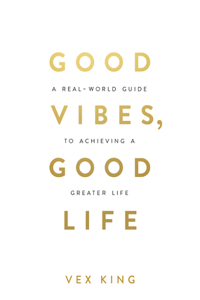 GOOD
A REAL-WORLD GUIDE
VIBES,
TO ACHIEVING A
GOOD
GREATER LIFE
LIFE
VEX KING